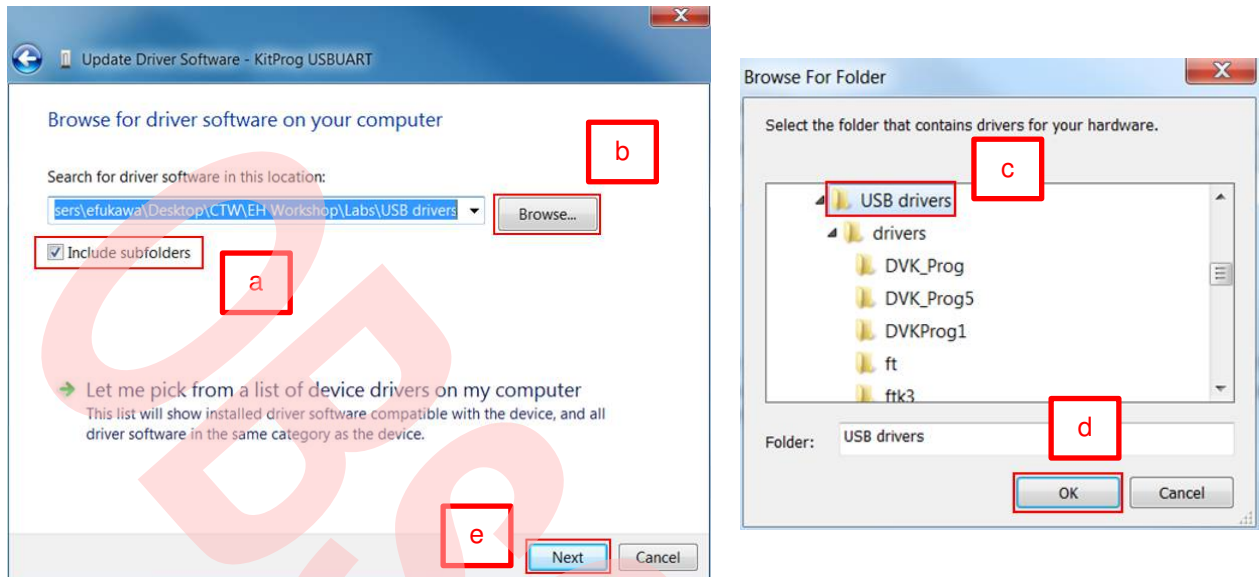 X
Update Driver Software - KitProg USBUART
Browse for driver software on your computer
b
Search for driver software in this location:
sers\efukawa\Desktop\CTW\EH Workshop\Labs\USB drivers
Browse...
Include subfolders
a
Let me pick from a list of device drivers on my computer
This list will show installed driver software compatible with the device, and all
driver software in the same category as the device.
e
Next
Cancel
Browse For Folder
X
Select the folder that contains drivers for your hardware.
c
USB drivers
drivers
DVK_Prog
DVK_Prog5
DVKProg1
ft
ftk3
d
Folder:
USB drivers
OK
Cancel